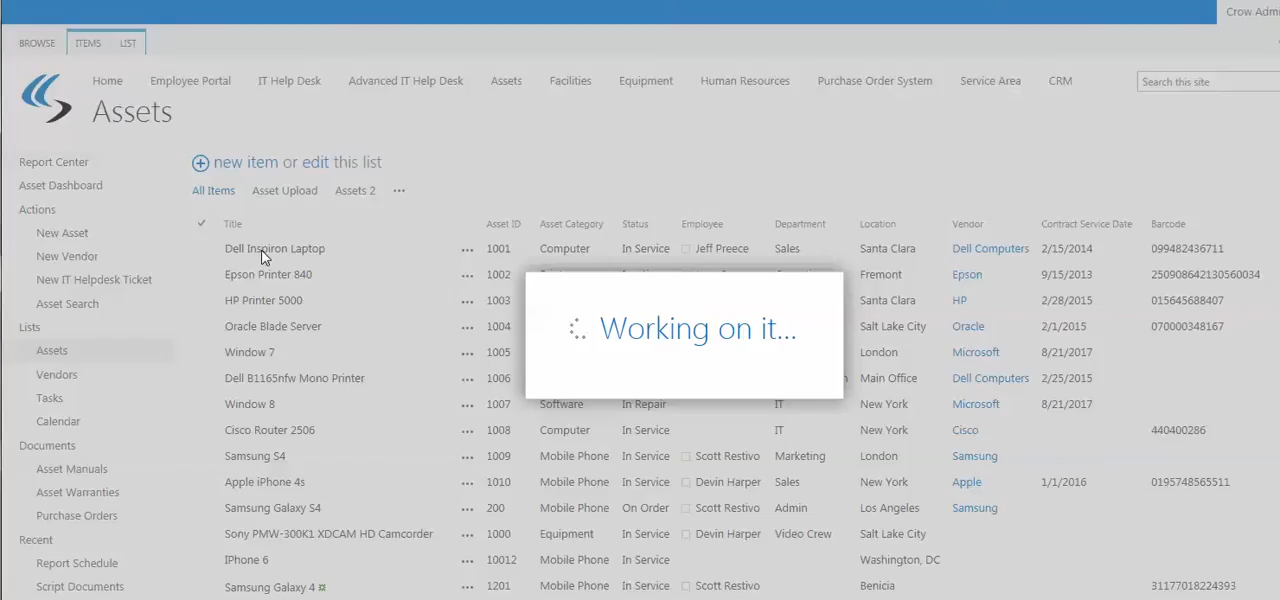 Crow Admi
BROWSE ITEMS LIST
Home Employee Portal IT Help Desk Advanced IT Help Desk Assets Facilities Equipment Human Resources Purchase Order System Service Area CRM Search this site
Assets
Report Center
Asset Dashboard
Actions
New Asset
New Vendor
New IT Helpdesk Ticket
Asset Search
Lists
Assets
Vendors
Tasks
Calendar
Documents
Asset Manuals
Asset Warranties
Purchase Orders
Recent
Report Schedule
Script Documents
new item or edit this list
All Items Asset Upload Assets 2 ...
Title Asset ID Asset Category Status Employee Department Location Vendor Contract Service Date Barcode
Dell Inspiron Laptop ... 1001 Computer In Service Jeff Preece Sales Santa Clara Dell Computers 2/15/2014 099482436711
Epson Printer 840 ... 1002 Fremont Epson 9/15/2013 250908642130560034
HP Printer 5000 ... 1003 Santa Clara HP 2/28/2015 015645688407
Oracle Blade Server ... 1004 Salt Lake City Oracle 2/1/2015 070000348167
Window 7 ... 1005 London Microsoft 8/21/2017
Dell B1165nfw Mono Printer ... 1006 Main Office Dell Computers 2/25/2015
Window 8 ... 1007 Software In Repair IT New York Microsoft 8/21/2017
Cisco Router 2506 ... 1008 Computer In Service IT New York Cisco 440400286
Samsung S4 ... 1009 Mobile Phone In Service Scott Restivo Marketing London Samsung
Apple iPhone 4s ... 1010 Mobile Phone In Service Devin Harper Sales New York Apple 1/1/2016 0195748565511
Samsung Galaxy S4 ... 200 Mobile Phone On Order Scott Restivo Admin Los Angeles Samsung
Sony PMW-300K1 XDCAM HD Camcorder ... 1000 Equipment In Service Devin Harper Video Crew Salt Lake City
IPhone 6 ... 10012 Mobile Phone In Service Washington, DC
Samsung Galaxy 4 ... 1201 Mobile Phone In Service Scott Restivo Benicia 31177018224393
Working on it...